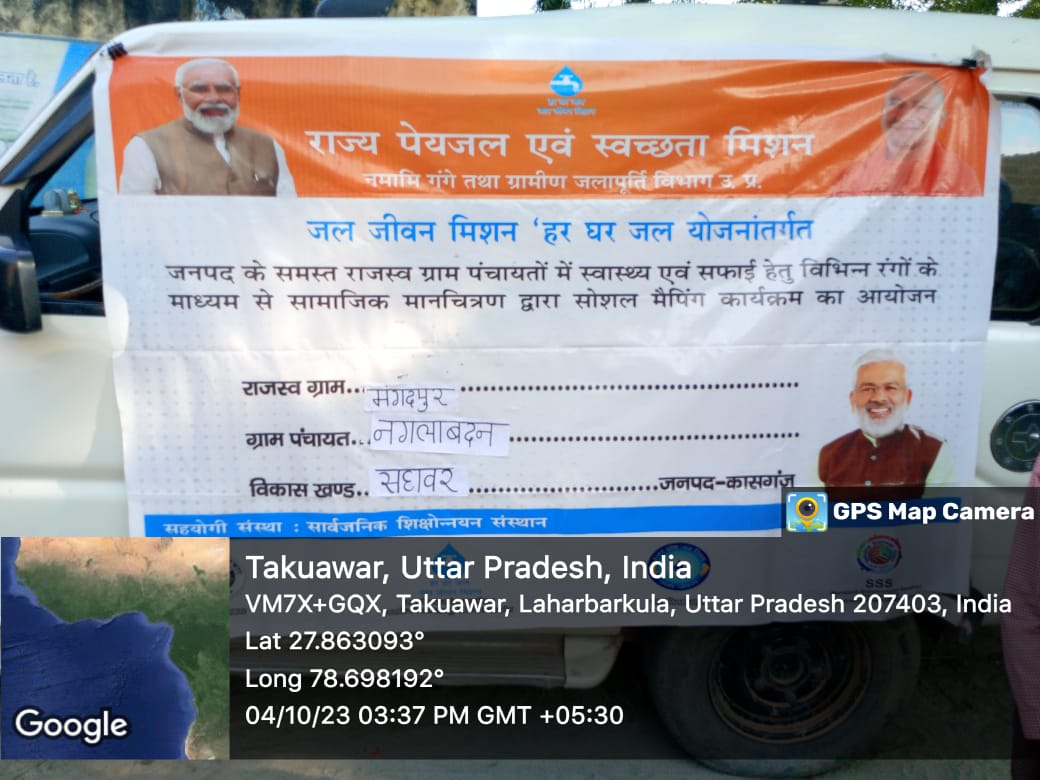 राज्य पेयजल एवं स्वच्छता मिशन
नमामि गंगे तथा ग्रामीण जलापूर्ति विभाग उ. प्र.
जल जीवन मिशन 'हर घर जल योजनांतर्गत
जनपद के समस्त राजस्व ग्राम पंचायतों में स्वास्थ्य एवं सफाई हेतु विभिन्न रंगों के
माध्यम से सामाजिक मानचित्रण द्वारा सोशल मैपिंग कार्यक्रम का आयोजन
राजस्व ग्राम... मंगदपुर
ग्राम पंचायत... नगलाबदन
विकास खण्ड... सहावर ... जनपद-कासगंज
सहयोगी संस्था : सार्वजनिक शिक्षोन्नयन संस्थान
SSS
GPS Map Camera
Takuawar, Uttar Pradesh, India
VM7X+GQX, Takuawar, Laharbarkula, Uttar Pradesh 207403, India
Lat 27.863093°
Long 78.698192°
04/10/23 03:37 PM GMT +05:30
Google